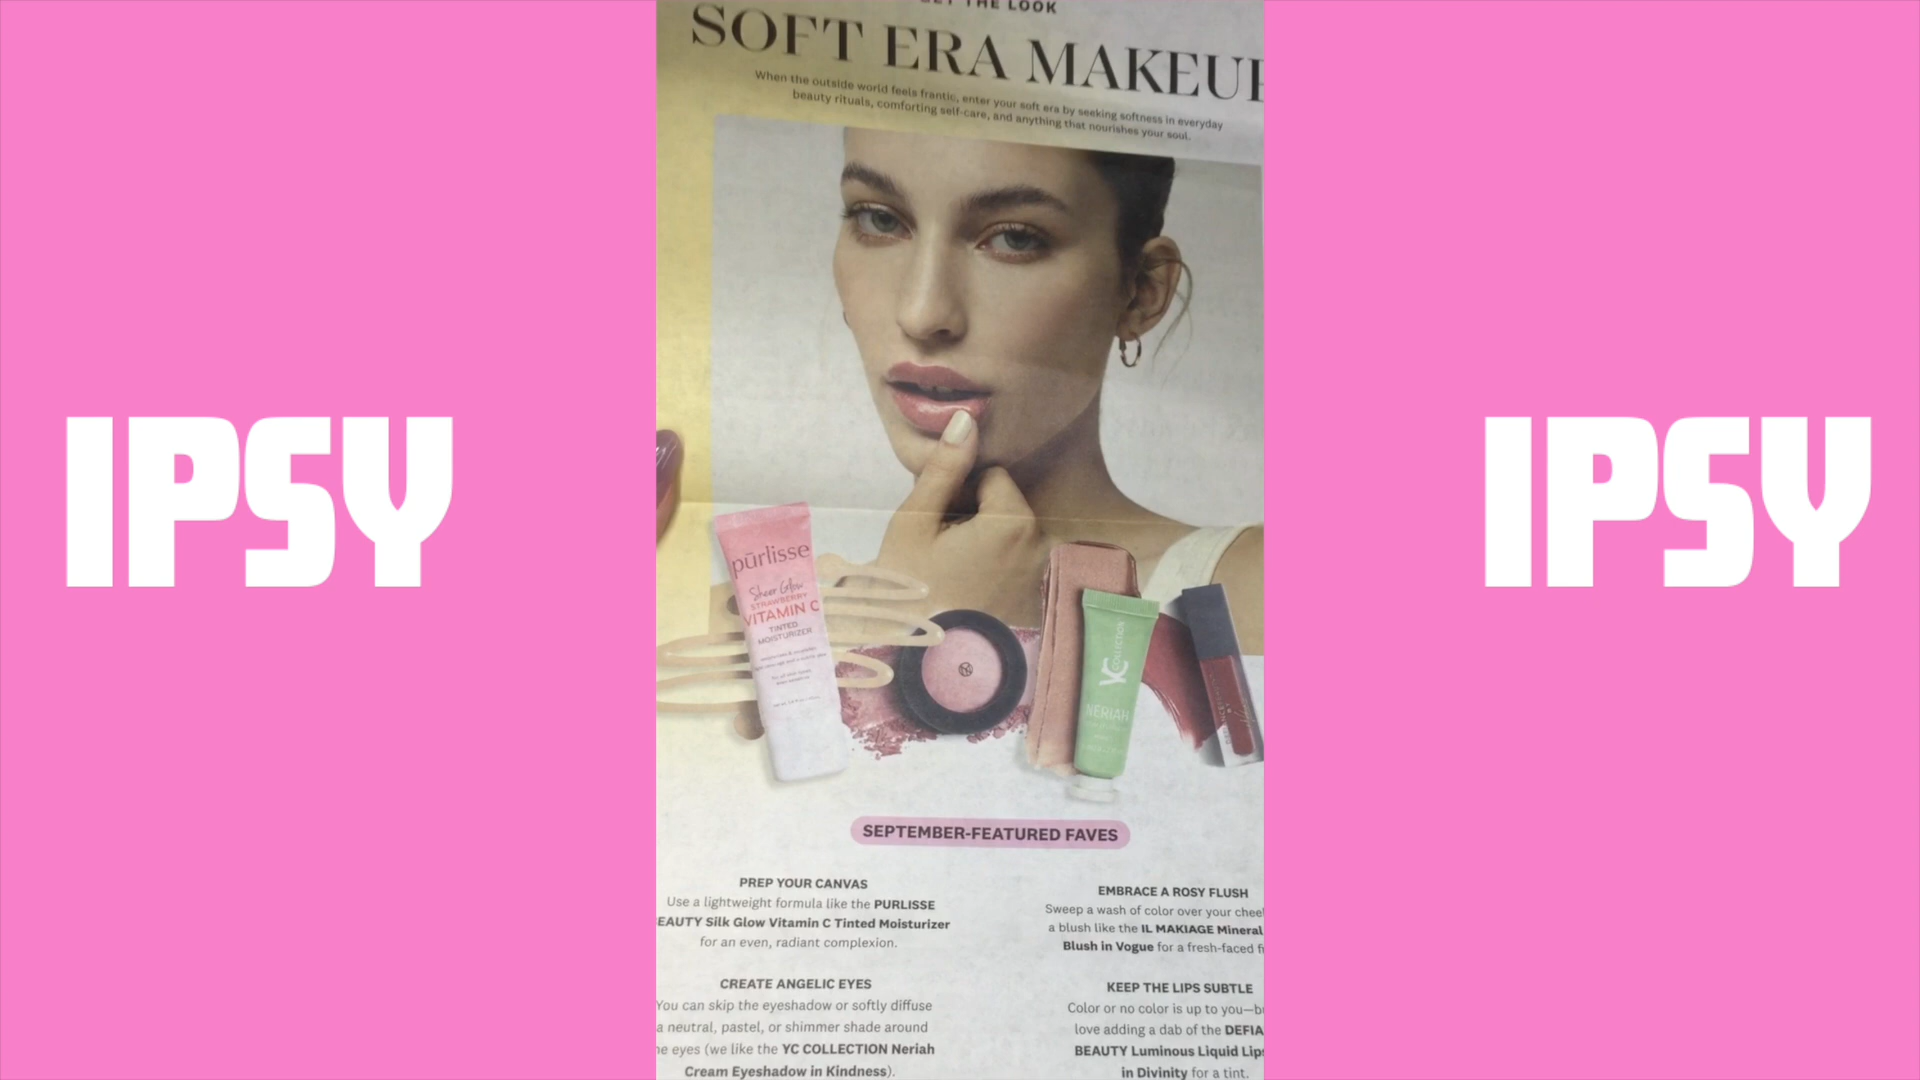 IPSY
THE LOOK
SOFT ERA MAKEUP
When the outside world feels frantic, enter your soft era by seeking softness in everyday
beauty rituals, comforting self-care, and anything that nourishes your soul.
pūrlisse
Sheer Glow
STRAWBERRY
VITAMIN C
TINTED
MOISTURIZER
YC
COLLECTION
NERIAH
SEPTEMBER-FEATURED FAVES
PREP YOUR CANVAS
Use a lightweight formula like the PURLISSE
EAUTY Silk Glow Vitamin C Tinted Moisturizer
for an even, radiant complexion.
CREATE ANGELIC EYES
You can skip the eyeshadow or softly diffuse
a neutral, pastel, or shimmer shade around
he eyes (we like the YC COLLECTION Neriah
Cream Eyeshadow in Kindness).
EMBRACE A ROSY FLUSH
Sweep a wash of color over your chee
a blush like the IL MAKIAGE Mineral
Blush in Vogue for a fresh-faced f
KEEP THE LIPS SUBTLE
Color or no color is up to you—b
love adding a dab of the DEFIA
BEAUTY Luminous Liquid Lips
in Divinity for a tint.
IPSY